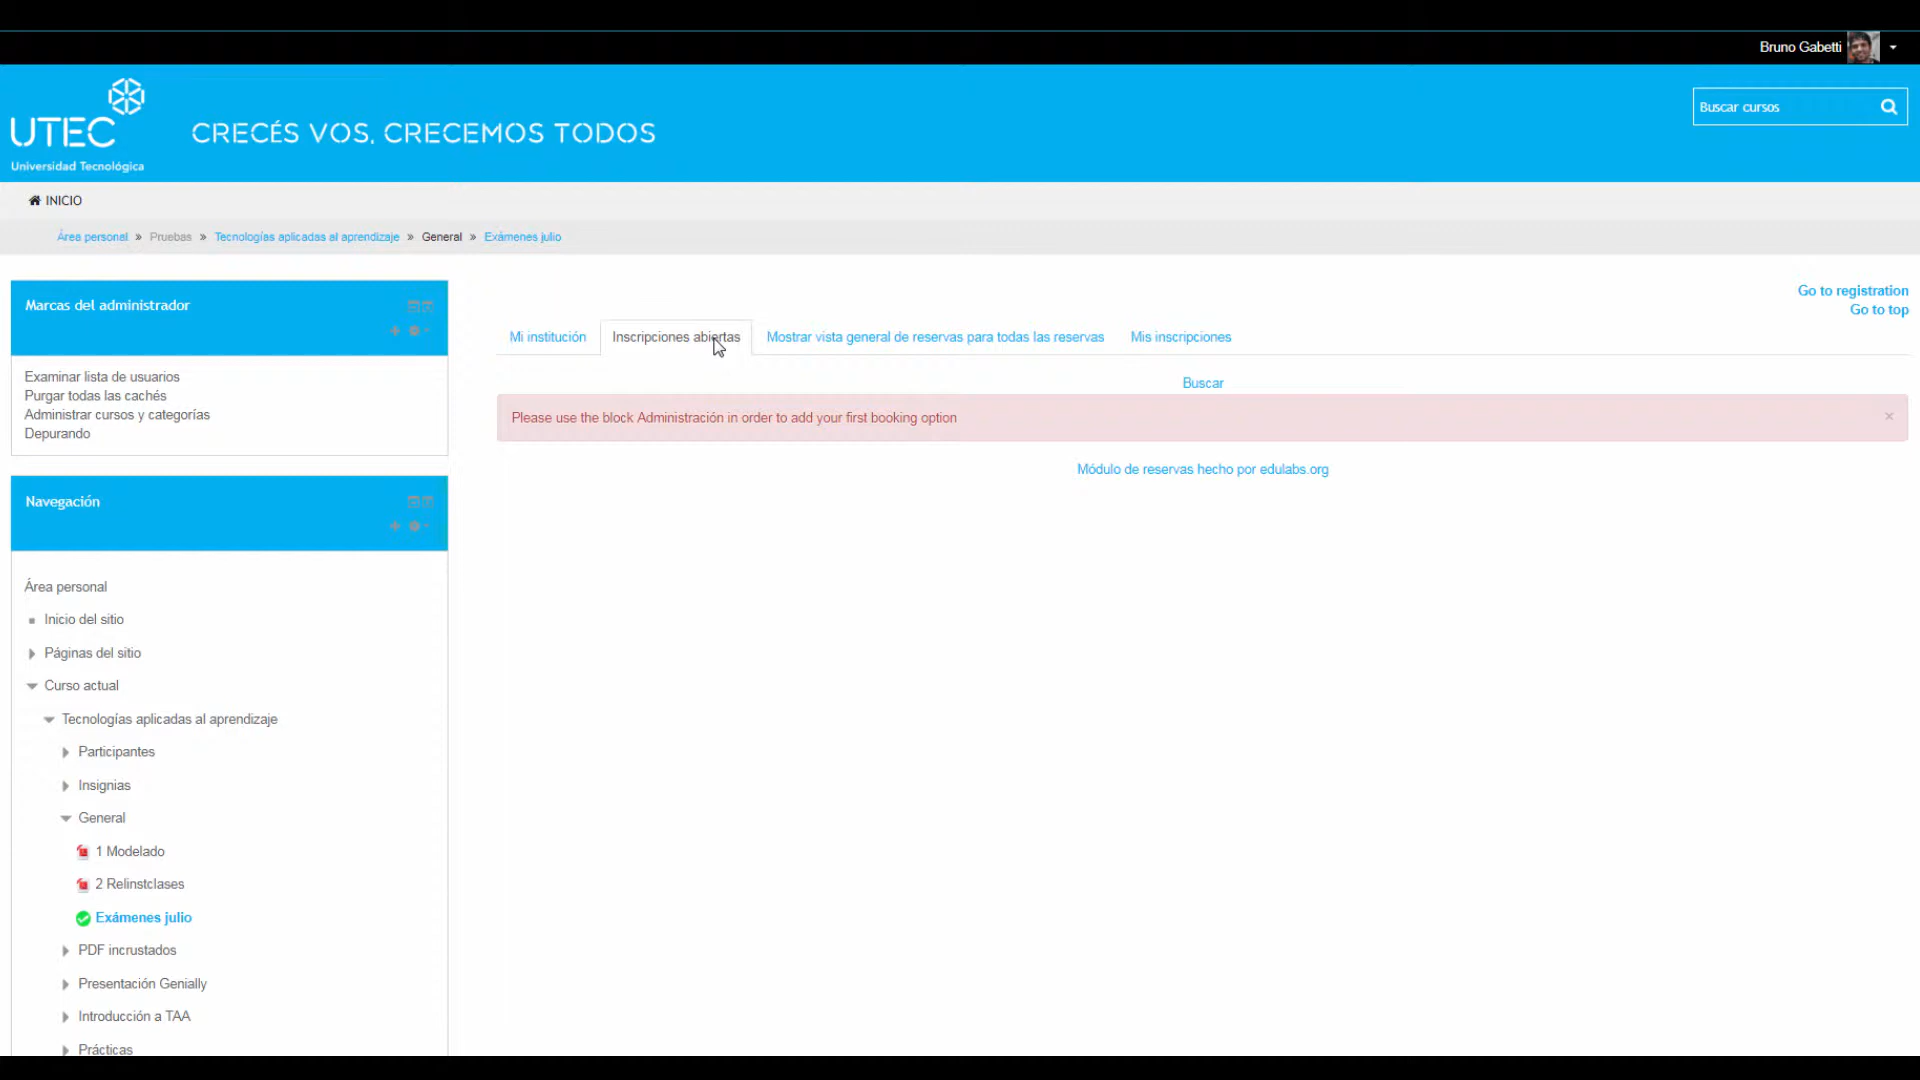 Bruno Gabetti
UTEC
Universidad Tecnológica
CRECÉS VOS, CRECEMOS TODOS
Buscar cursos
INICIO
Área personal » Pruebas » Tecnologías aplicadas al aprendizaje » General » Exámenes julio
Marcas del administrador
Examinar lista de usuarios
Purgar todas las cachés
Administrar cursos y categorías
Depurando
Navegación
Área personal
Inicio del sitio
Páginas del sitio
Curso actual
Tecnologías aplicadas al aprendizaje
Participantes
Insignias
General
1 Modelado
2 Relinstclases
Exámenes julio
PDF incrustados
Presentación Genially
Introducción a TAA
Prácticas
Go to registration
Go to top
Mi institución Inscripciones abiertas Mostrar vista general de reservas para todas las reservas Mis inscripciones
Buscar
Please use the block Administración in order to add your first booking option ×
Módulo de reservas hecho por edulabs.org